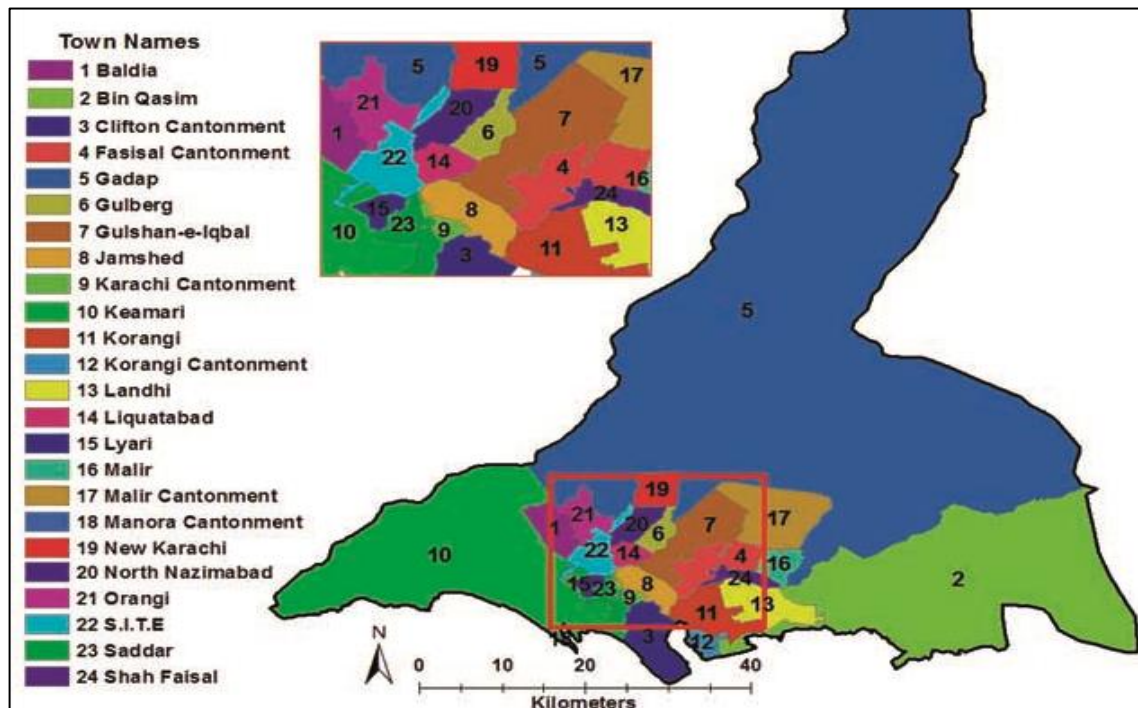 Town Names
1 Baldia
2 Bin Qasim
3 Clifton Cantonment
4 Fasisal Cantonment
5 Gadap
6 Gulberg
7 Gulshan-e-Iqbal
8 Jamshed
9 Karachi Cantonment
10 Keamari
11 Korangi
12 Korangi Cantonment
13 Landhi
14 Liquatabad
15 Lyari
16 Malir
17 Malir Cantonment
18 Manora Cantonment
19 New Karachi
20 North Nazimabad
21 Orangi
22 S.I.T.E
23 Saddar
24 Shah Faisal
5 19 5 17
21 20 7
1 6
22 14 4 16
24
15 23 8 13
10 9 11
3
5
19
21 20 7 17
1 6
10 22 14 4 16
24 2
15 23 8 13
9 11
3 12
N
0 10 20 40
Kilometers